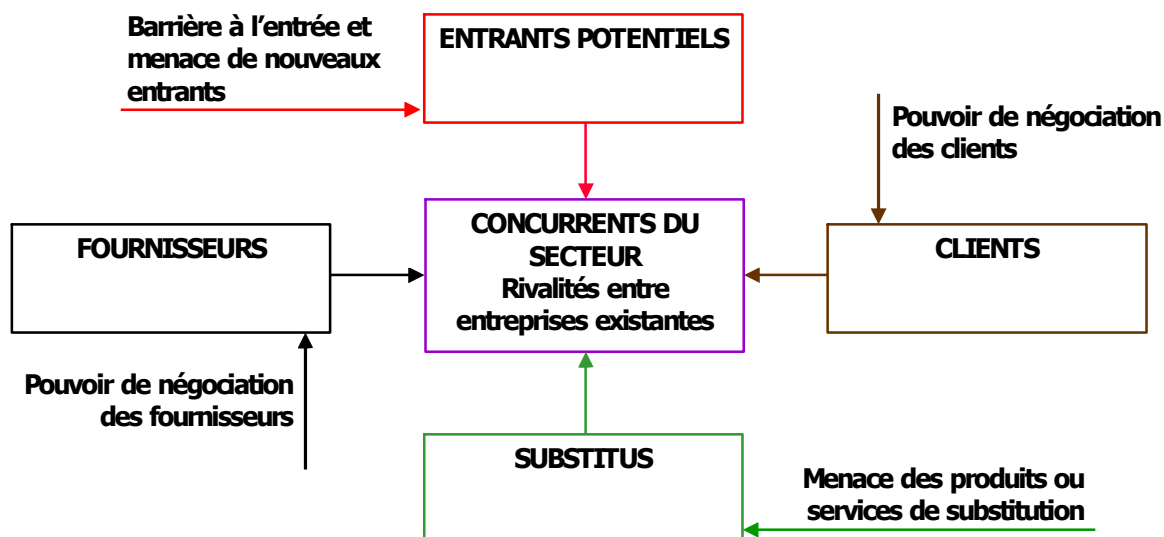 Barrière à l'entrée et
menace de nouveaux
entrants
ENTRANTS POTENTIELS
Pouvoir de négociation
des clients
FOURNISSEURS
CONCURRENTS DU
SECTEUR
Rivalités entre
entreprises existantes
CLIENTS
Pouvoir de négociation
des fournisseurs
SUBSTITUS
Menace des produits ou
services de substitution